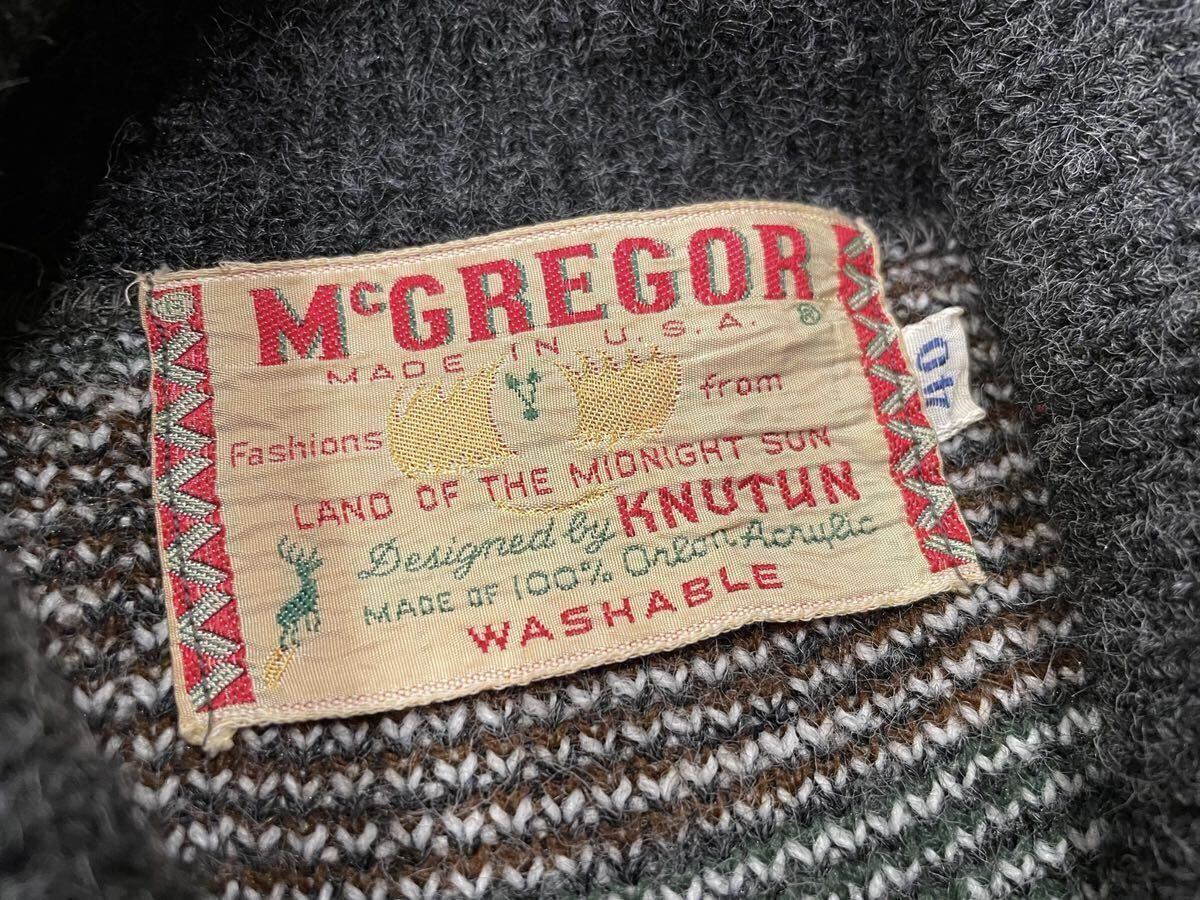 McGREGOR
MADE IN U.S.A. ®
Fashions from
LAND OF THE MIDNIGHT SUN
Designed by KNUTUN
MADE OF 100% Orlon Acrylic
WASHABLE
40